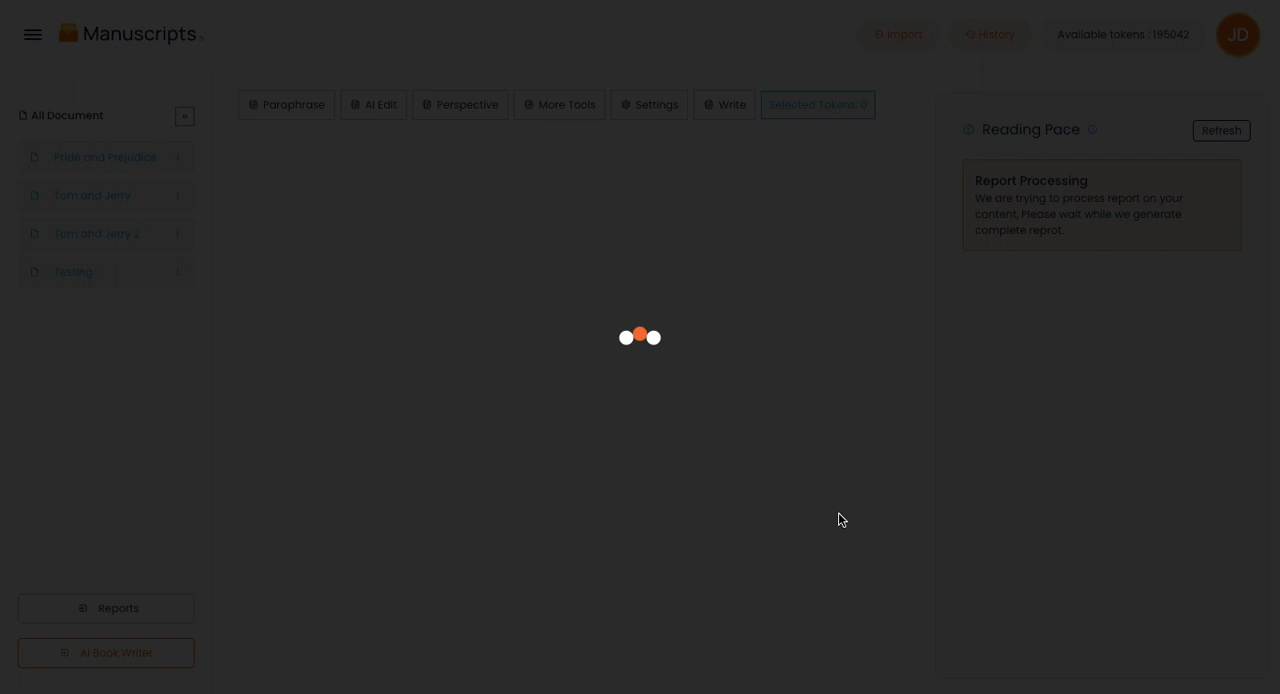 Manuscripts
Import
History
Available tokens : 195042
JD
All Document
«
Pride and Prejudice
Tom and Jerry
Tom and Jerry 2
Testing
Reports
AI Book Writer
Paraphrase
AI Edit
Perspective
More Tools
Settings
Write
Selected Tokens: 0
Reading Pace
Refresh
Report Processing
We are trying to process report on your
content, Please wait while we generate
complete reprot.